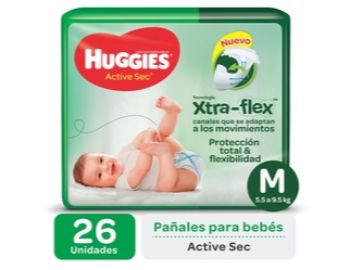 Nuevo
HUGGIES
Active Sec
Tecnología
Xtra-flex™
canales que se adaptan
a los movimientos
Protección
total &
flexibilidad
M
5.5 a 9.5 kg
26
Unidades
Pañales para bebés
Active Sec